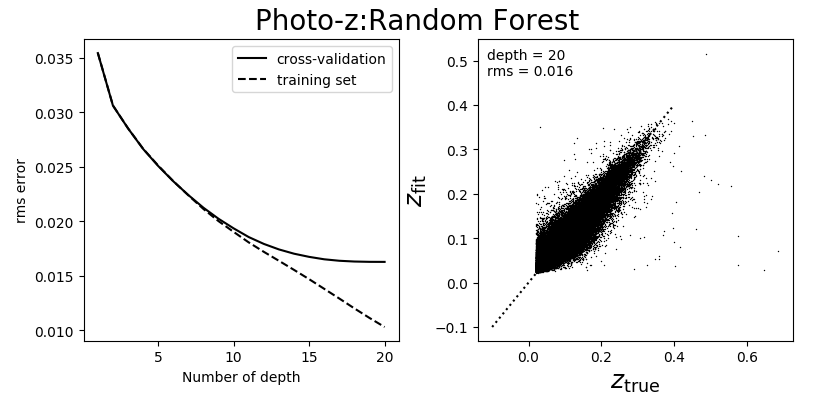 Photo-z:Random Forest
cross-validation
training set
0.035
0.030
0.025
0.020
0.015
0.010
rms error
5
10
15
20
Number of depth
depth = 20
rms = 0.016
0.5
0.4
0.3
0.2
0.1
0.0
−0.1
z_fit
0.0
0.2
0.4
0.6
z_true